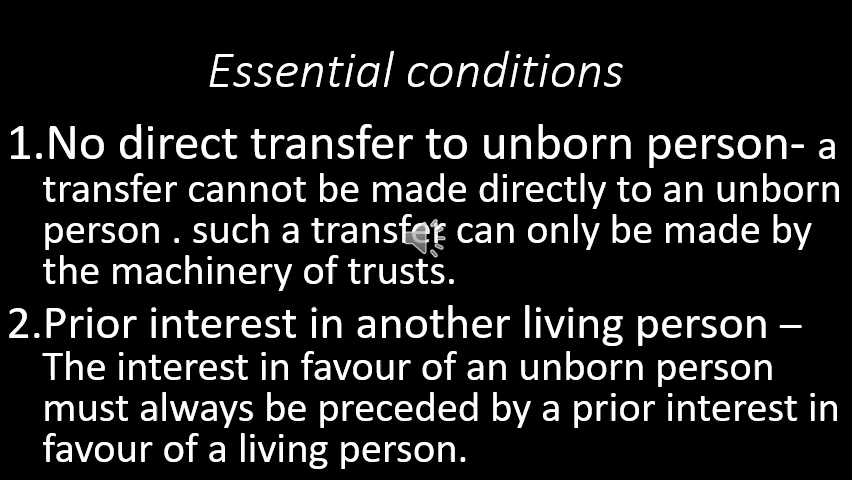 Essential conditions
1.No direct transfer to unborn person- a
transfer cannot be made directly to an unborn
person . such a transfer can only be made by
the machinery of trusts.
2.Prior interest in another living person –
The interest in favour of an unborn person
must always be preceded by a prior interest in
favour of a living person.